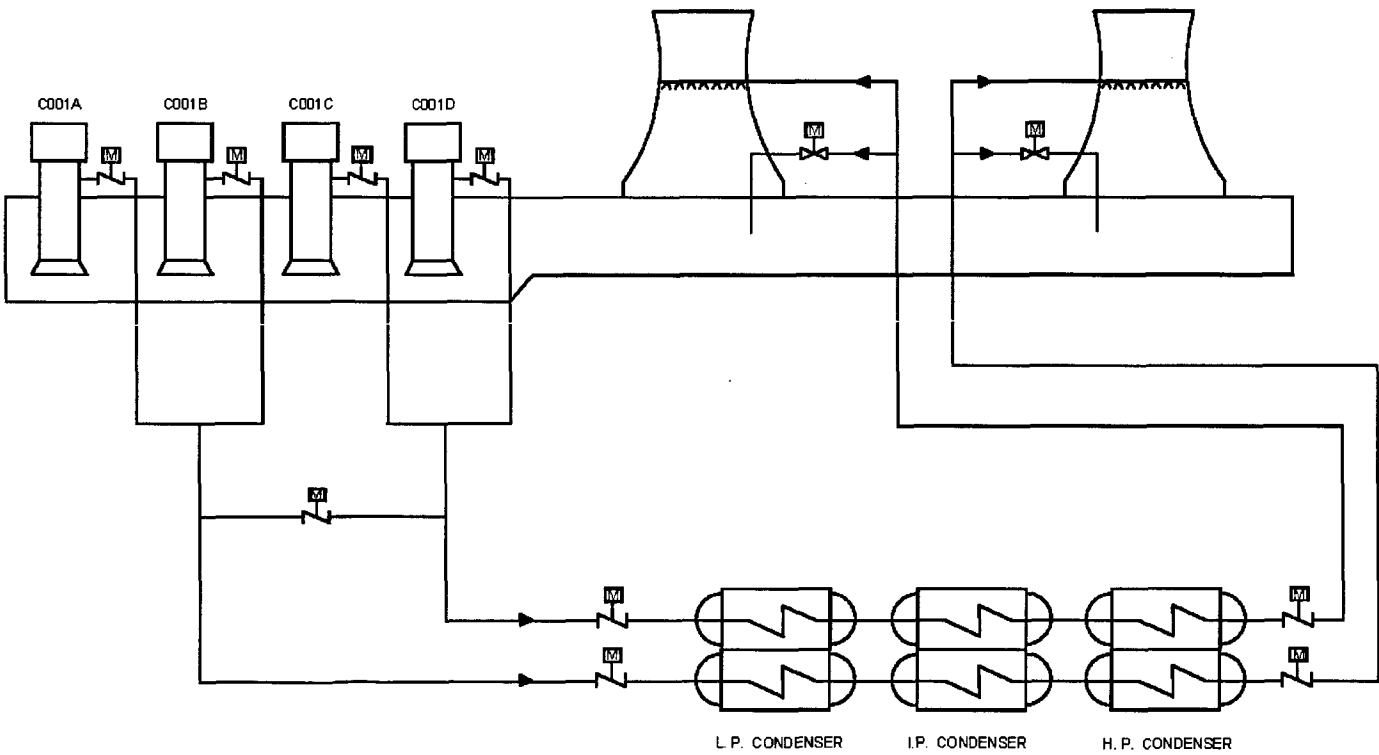 C001A
C001B
C001C
C001D
M
M
M
M
M
M
M
M
M
M
M
L. P. CONDENSER
I.P. CONDENSER
H. P. CONDENSER